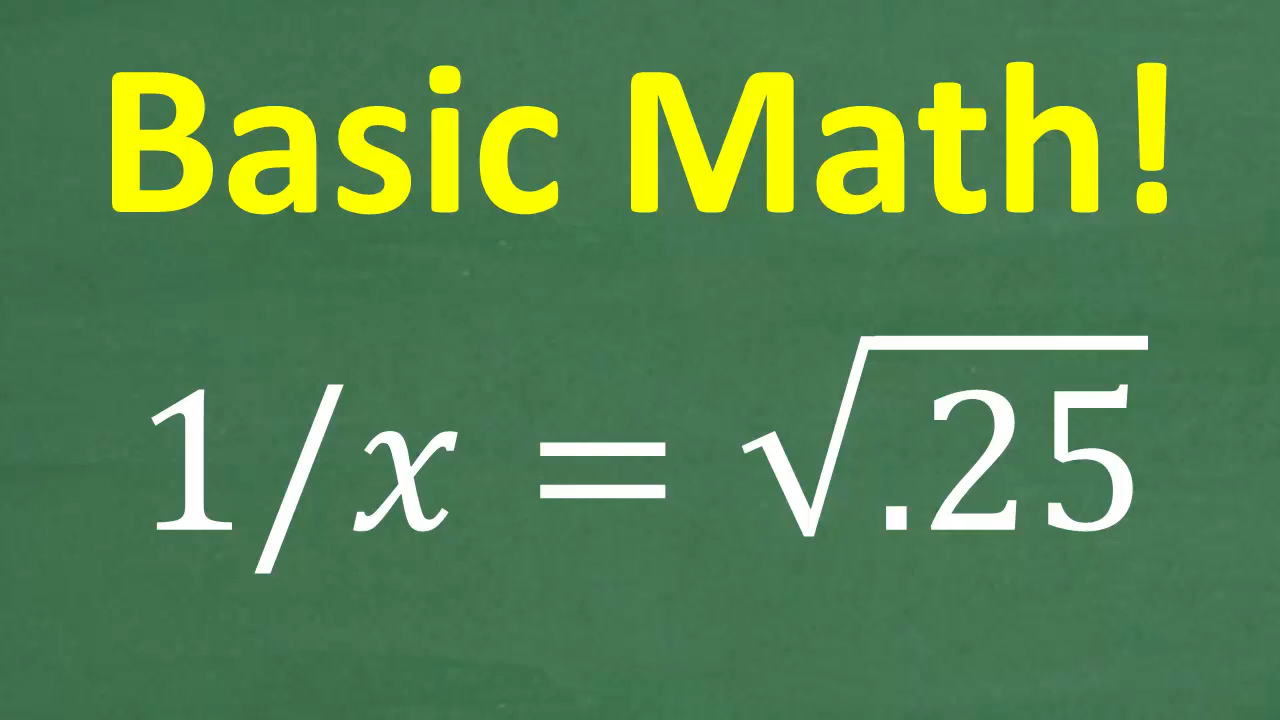 Basic Math!
1/x = √.25